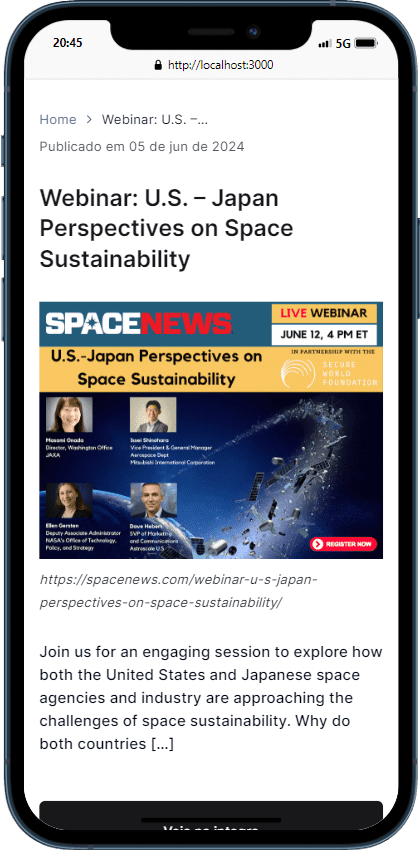 20:45
5G
http://localhost:3000
Home > Webinar: U.S. –...
Publicado em 05 de jun de 2024
Webinar: U.S. – Japan
Perspectives on Space
Sustainability
SPACENEWS
LIVE WEBINAR
JUNE 12, 4 PM ET
U.S.-Japan Perspectives on
Space Sustainability
IN PARTNERSHIP WITH THE
SECURE
WORLD
FOUNDATION
Masami Onoda
Director, Washington Office
JAXA
Issei Shinohara
Vice President & General Manager
Aerospace Dept
Mitsubishi International Corporation
Ellen Gertsen
Deputy Associate Administrator
NASA's Office of Technology,
Policy, and Strategy
Dave Hebert
SVP of Marketing
and Communications
Astroscale U.S.
REGISTER NOW
https://spacenews.com/webinar-u-s-japan-
perspectives-on-space-sustainability/
Join us for an engaging session to explore how
both the United States and Japanese space
agencies and industry are approaching the
challenges of space sustainability. Why do
both countries [...]
Veja na íntegra